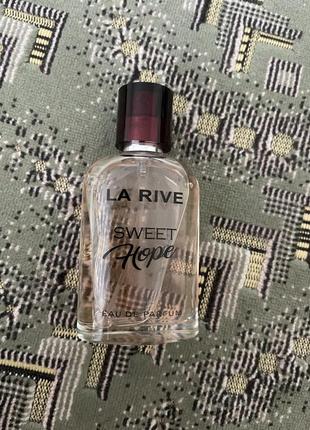 LA RIVE
SWEET
Hope
EAU DE PARFUM